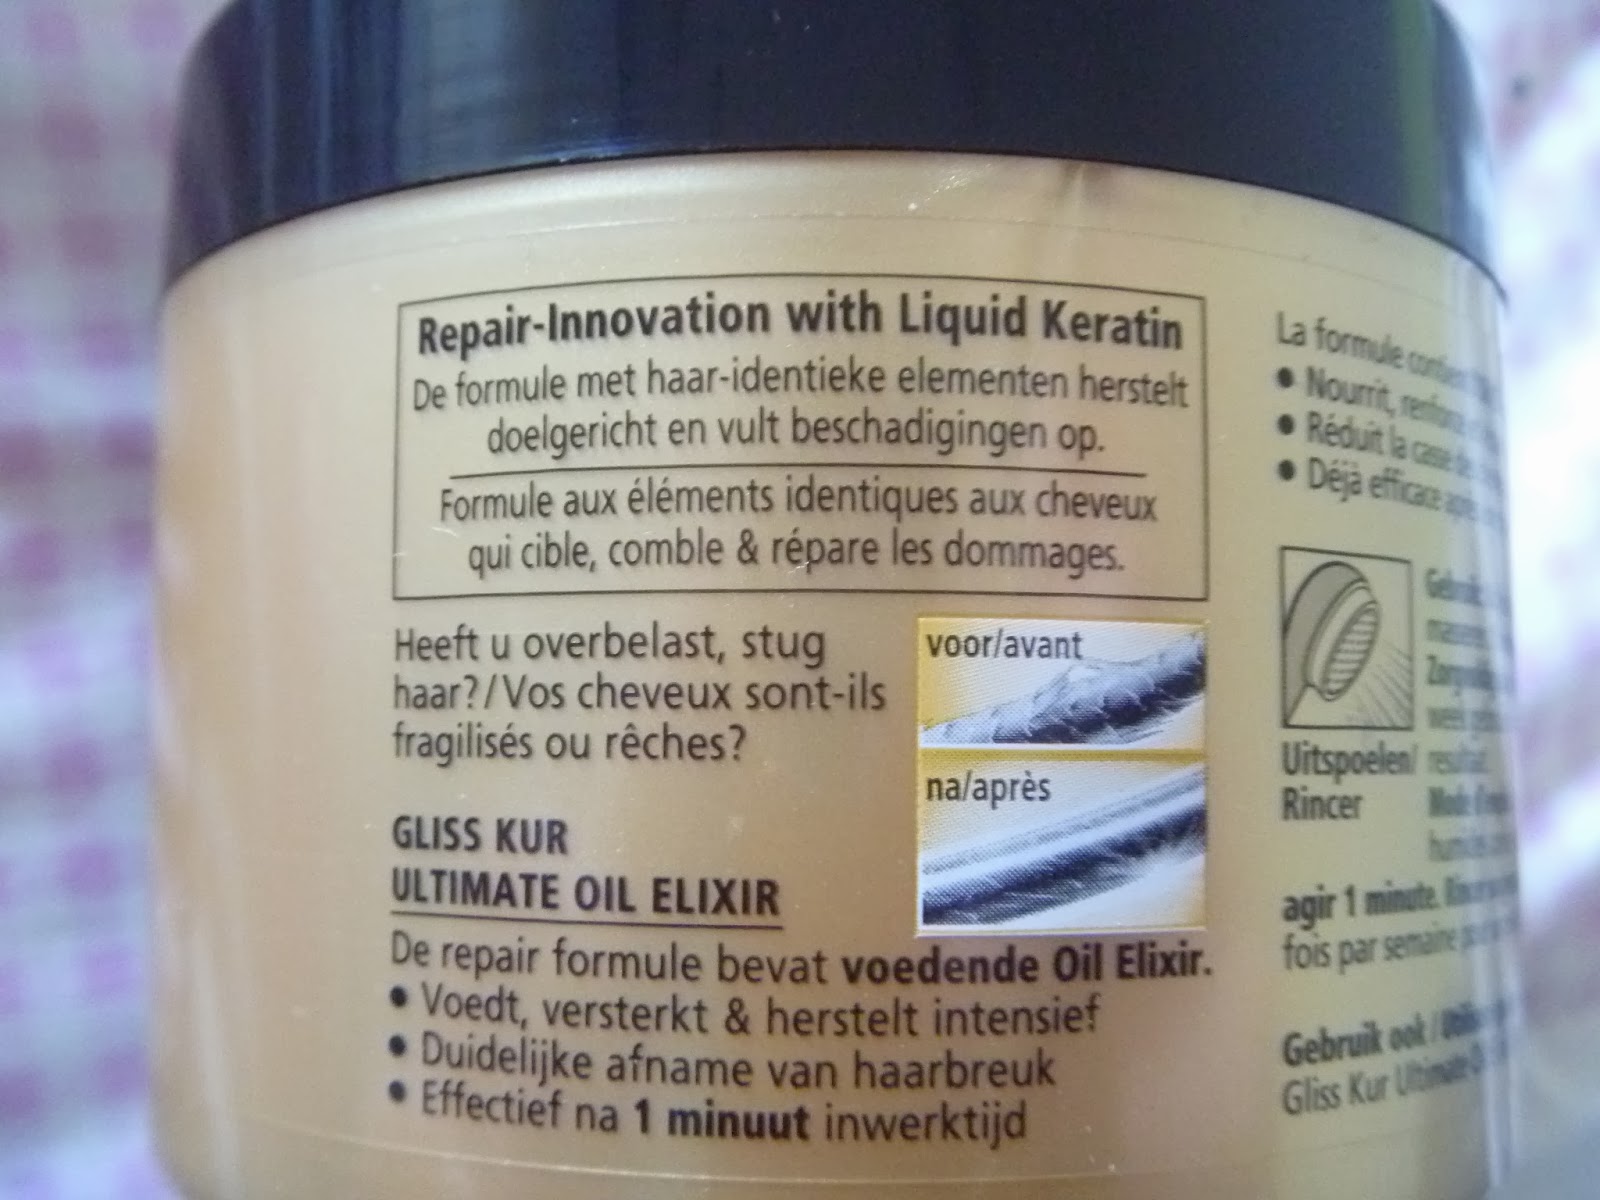 Repair-Innovation with Liquid Keratin
De formule met haar-identieke elementen herstelt
doelgericht en vult beschadigingen op.
Formule aux éléments identiques aux cheveux
qui cible, comble & répare les dommages.
Heeft u overbelast, stug
haar?/Vos cheveux sont-ils
fragilisés ou rêches?
voor/avant
na/après
GLISS KUR
ULTIMATE OIL ELIXIR
De repair formule bevat voedende Oil Elixir.
• Voedt, versterkt & herstelt intensief
• Duidelijke afname van haarbreuk
• Effectief na 1 minuut inwerktijd
La formule
• Nourrit,
• Réduit la casse
• Déjà efficace
Uitspoelen/
Rincer
agir 1 minute.
fois par semaine
Gebruik ook /
Gliss Kur Ultimate